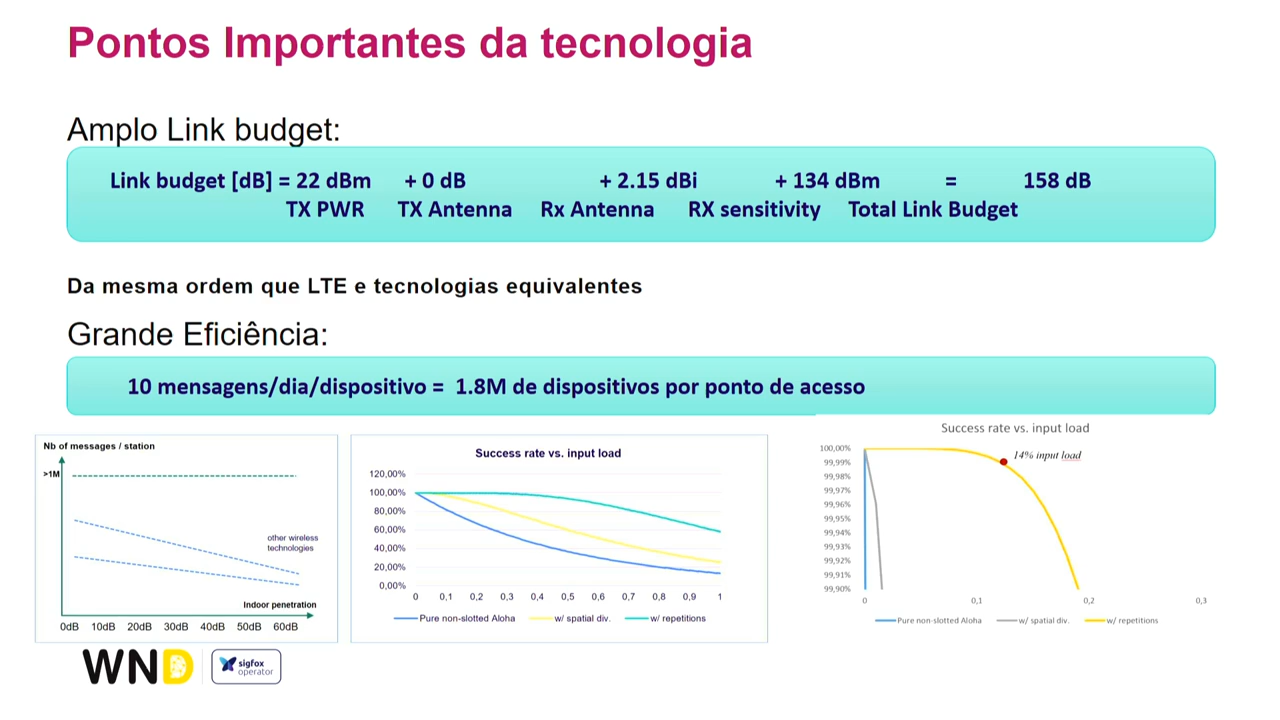 Pontos Importantes da tecnologia
Amplo Link budget:
Link budget [dB] = 22 dBm + 0 dB + 2.15 dBi + 134 dBm = 158 dB
TX PWR TX Antenna Rx Antenna RX sensitivity Total Link Budget
Da mesma ordem que LTE e tecnologias equivalentes
Grande Eficiência:
10 mensagens/dia/dispositivo = 1.8M de dispositivos por ponto de acesso
Nb of messages / station
>1M
other wireless
technologies
Indoor penetration
0dB 10dB 20dB 30dB 40dB 50dB 60dB
Success rate vs. input load
120,00%
100,00%
80,00%
60,00%
40,00%
20,00%
0,00%
0 0,1 0,2 0,3 0,4 0,5 0,6 0,7 0,8 0,9 1
Pure non-slotted Aloha w/ spatial div. w/ repetitions
Success rate vs. input load
100,00%
14% input load
99,99%
99,98%
99,97%
99,96%
99,95%
99,94%
99,93%
99,92%
99,91%
99,90%
0 0,1 0,2 0,3
Pure non-slotted Aloha w/ spatial div. w/ repetitions
WND
sigfox
operator